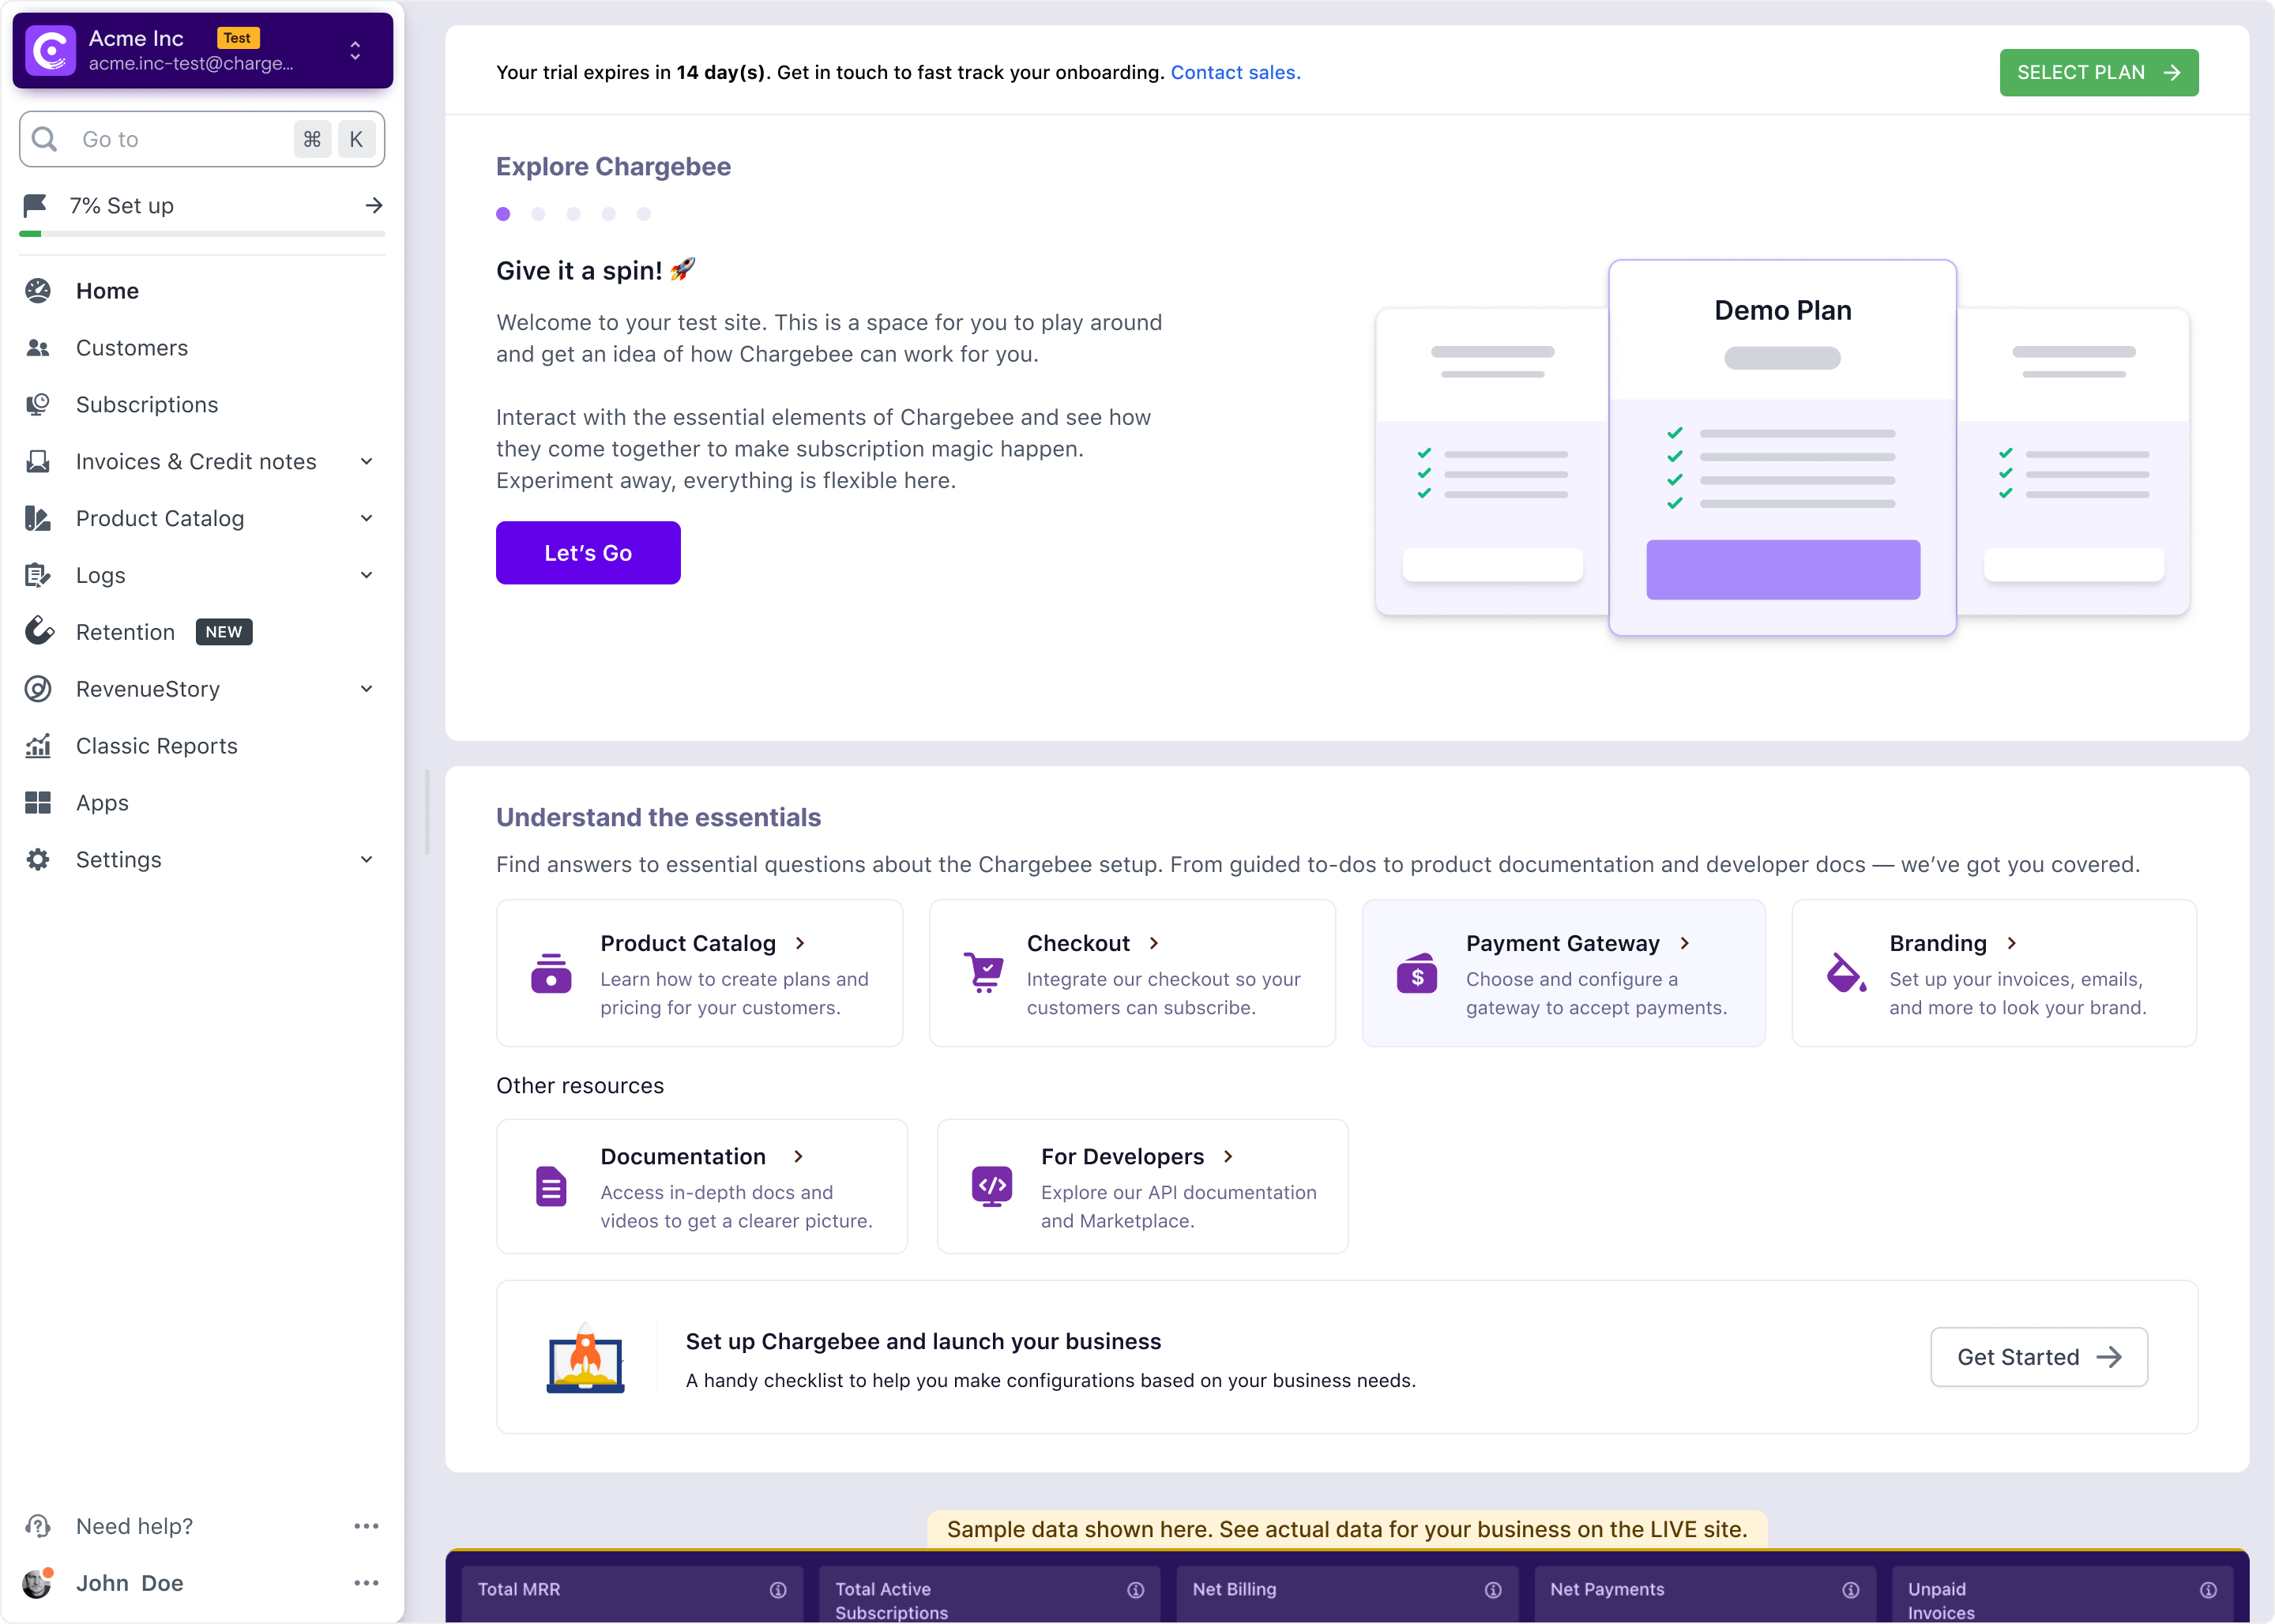 Acme Inc Test
acme.inc-test@charge...
Go to ⌘ K
7% Set up
Home
Customers
Subscriptions
Invoices & Credit notes
Product Catalog
Logs
Retention NEW
RevenueStory
Classic Reports
Apps
Settings
Need help?
John Doe
Your trial expires in 14 day(s). Get in touch to fast track your onboarding. Contact sales.
SELECT PLAN
Explore Chargebee
Give it a spin! 🚀
Welcome to your test site. This is a space for you to play around
and get an idea of how Chargebee can work for you.
Interact with the essential elements of Chargebee and see how
they come together to make subscription magic happen.
Experiment away, everything is flexible here.
Let’s Go
Demo Plan
Understand the essentials
Find answers to essential questions about the Chargebee setup. From guided to-dos to product documentation and developer docs — we’ve got you covered.
Product Catalog
Learn how to create plans and
pricing for your customers.
Checkout
Integrate our checkout so your
customers can subscribe.
Payment Gateway
Choose and configure a
gateway to accept payments.
Branding
Set up your invoices, emails,
and more to look your brand.
Other resources
Documentation
Access in-depth docs and
videos to get a clearer picture.
For Developers
Explore our API documentation
and Marketplace.
Set up Chargebee and launch your business
A handy checklist to help you make configurations based on your business needs.
Get Started
Sample data shown here. See actual data for your business on the LIVE site.
Total MRR
Total Active
Subscriptions
Net Billing
Net Payments
Unpaid
Invoices